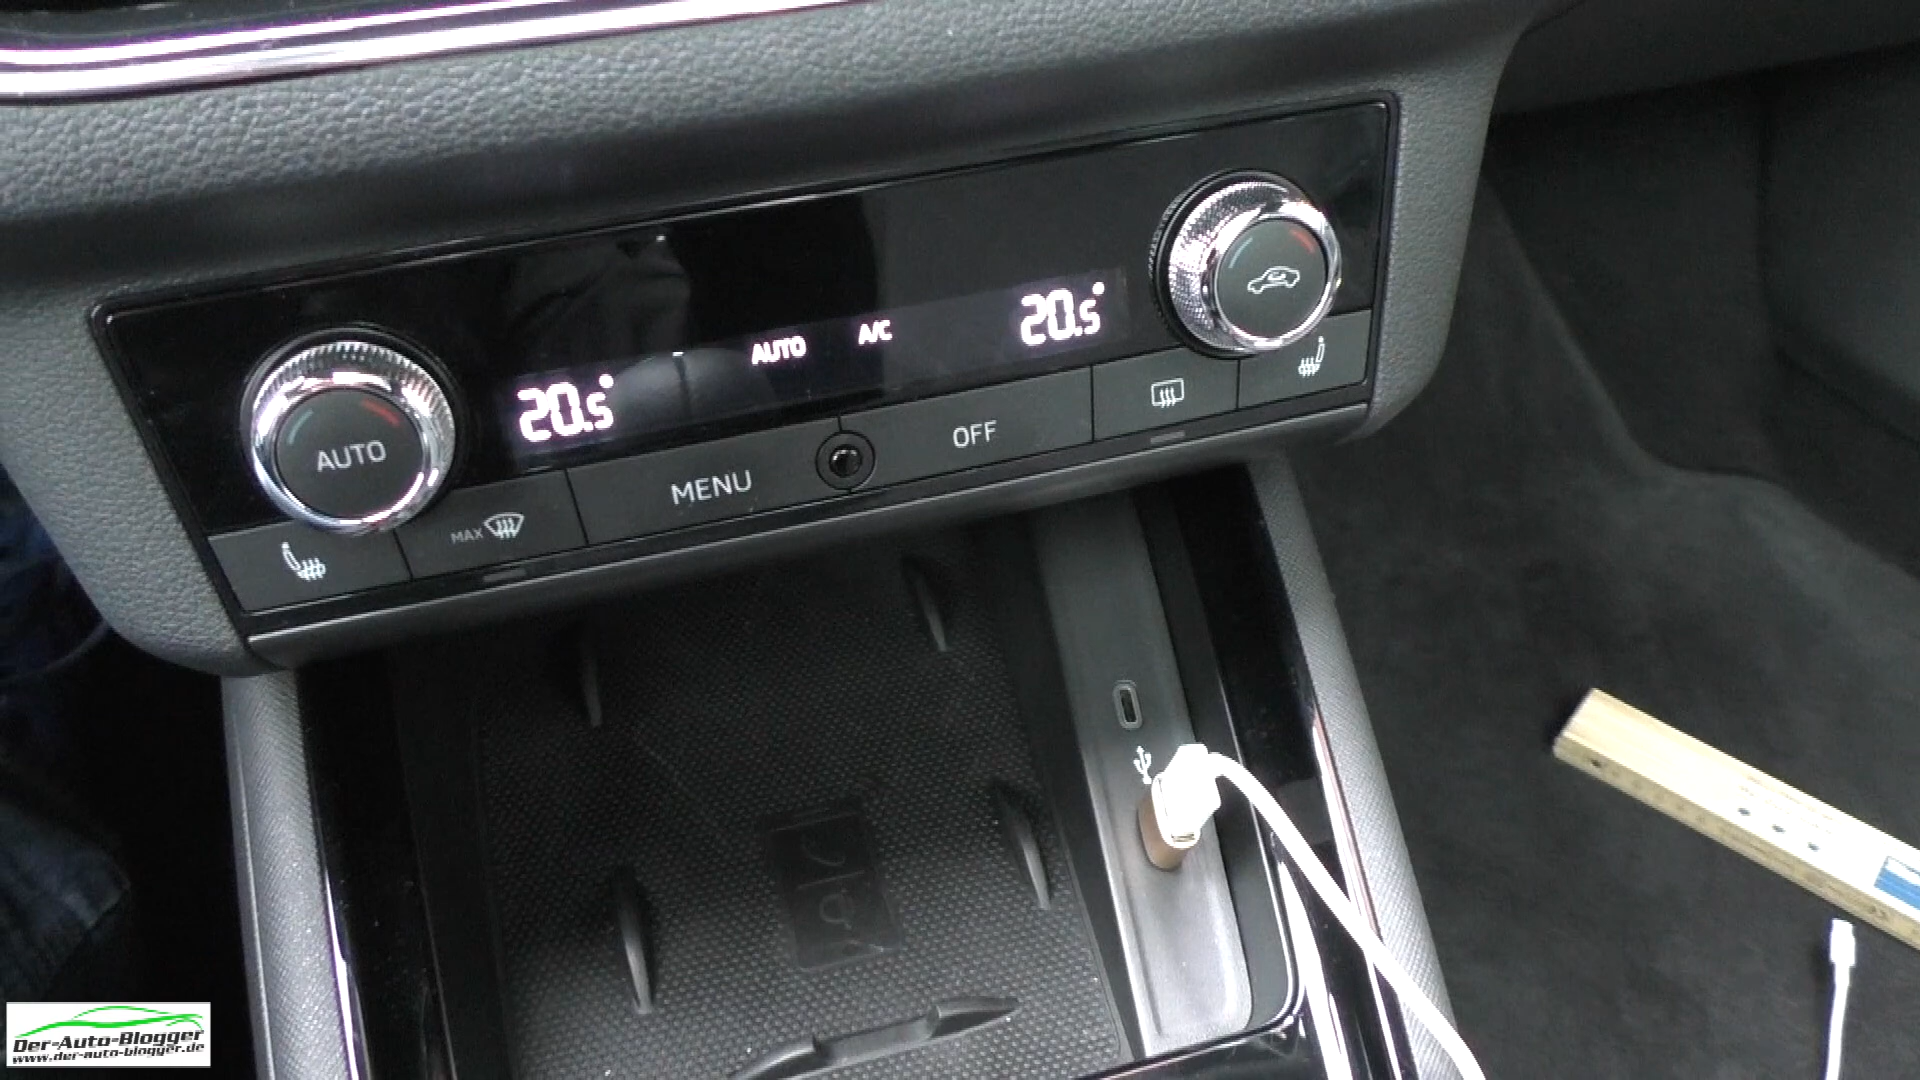 20.5°
AUTO
A/C
20.5°
AUTO
MAX
MENU
OFF
Der-Auto-Blogger
www.der-auto-blogger.de